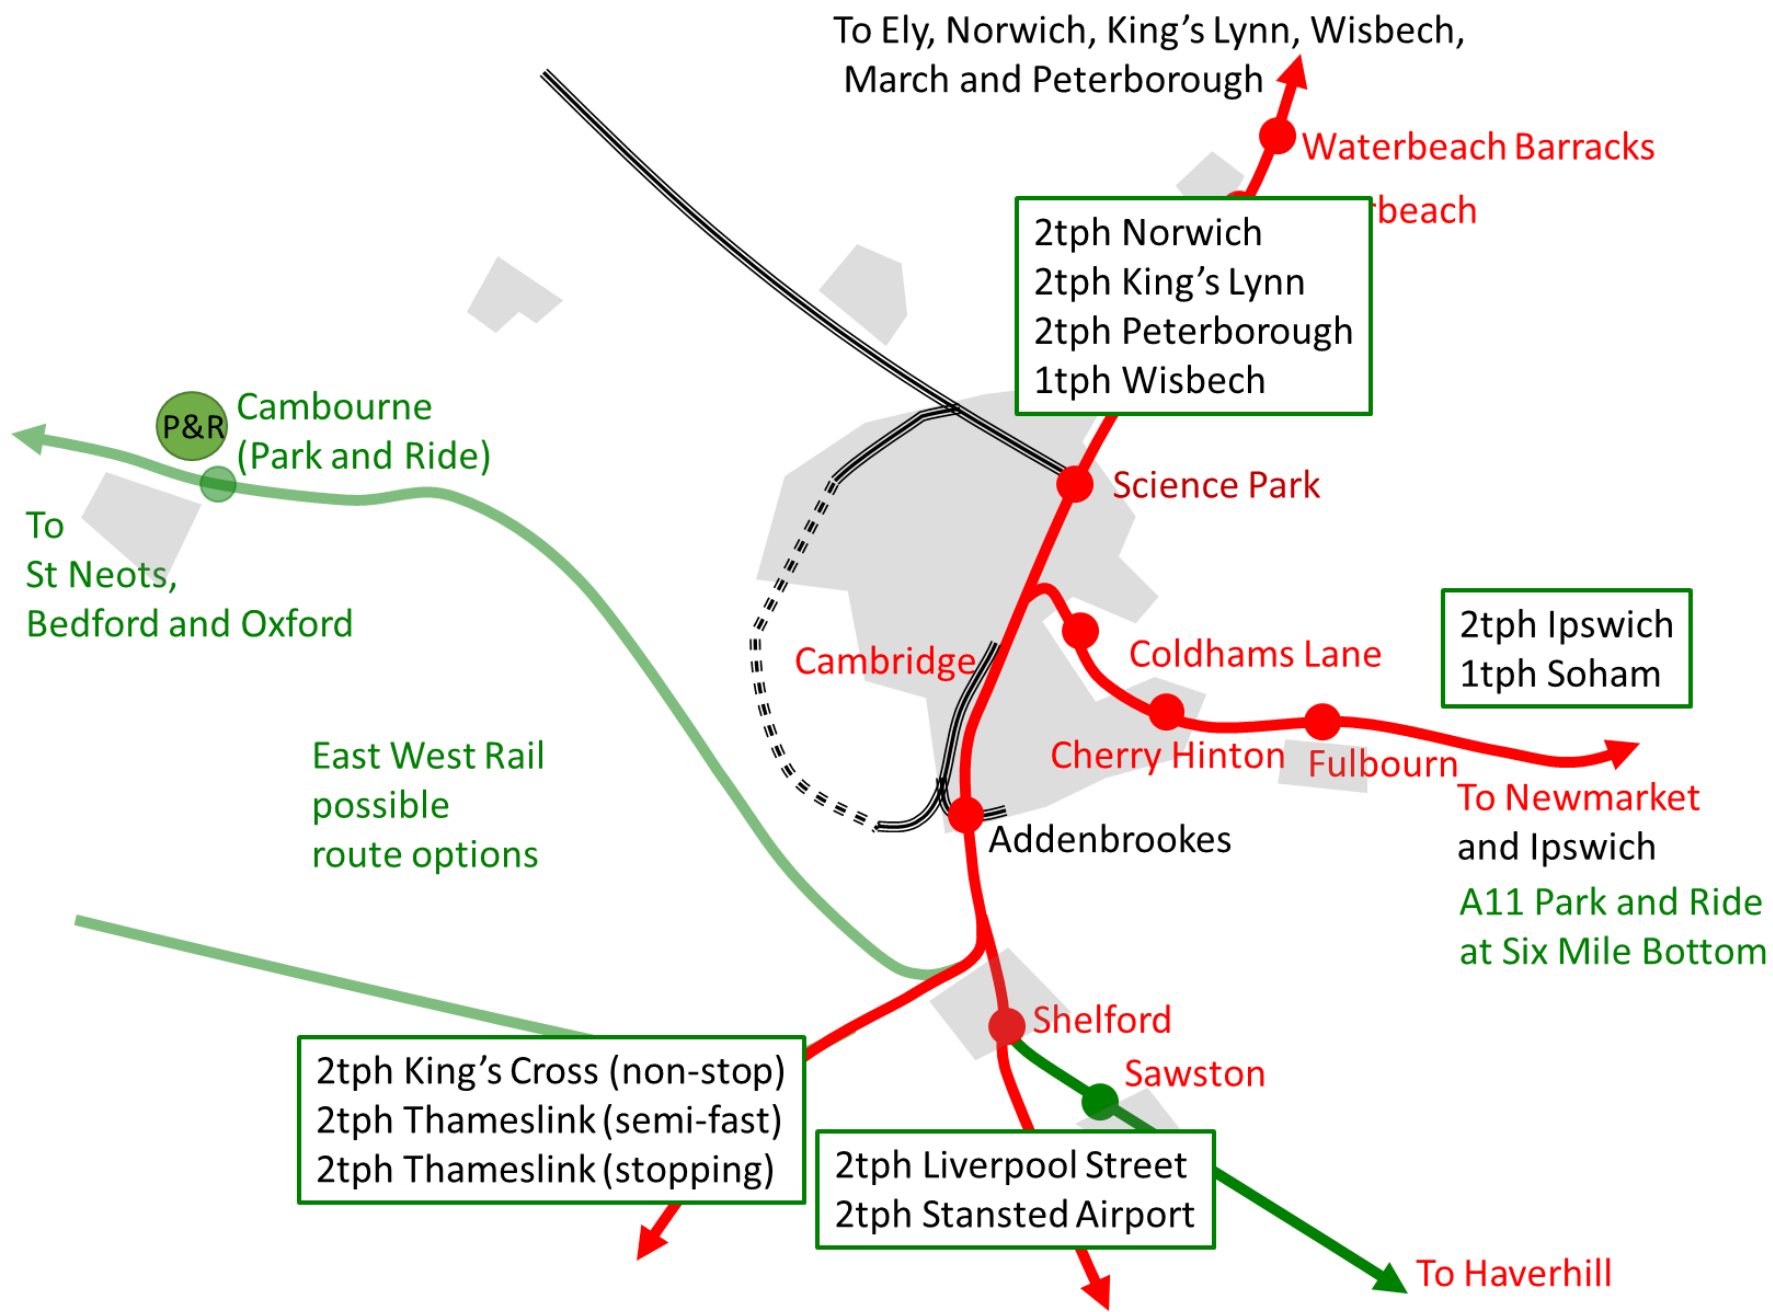 To Ely, Norwich, King's Lynn, Wisbech,
March and Peterborough
Waterbeach Barracks
rbeach
2tph Norwich
2tph King's Lynn
2tph Peterborough
1tph Wisbech
P&R
Cambourne
(Park and Ride)
Science Park
To
St Neots,
Bedford and Oxford
2tph Ipswich
1tph Soham
Cambridge
Coldhams Lane
Cherry Hinton
Fulbourn
East West Rail
possible
route options
To Newmarket
and Ipswich
Addenbrookes
A11 Park and Ride
at Six Mile Bottom
Shelford
Sawston
2tph King's Cross (non-stop)
2tph Thameslink (semi-fast)
2tph Thameslink (stopping)
2tph Liverpool Street
2tph Stansted Airport
To Haverhill